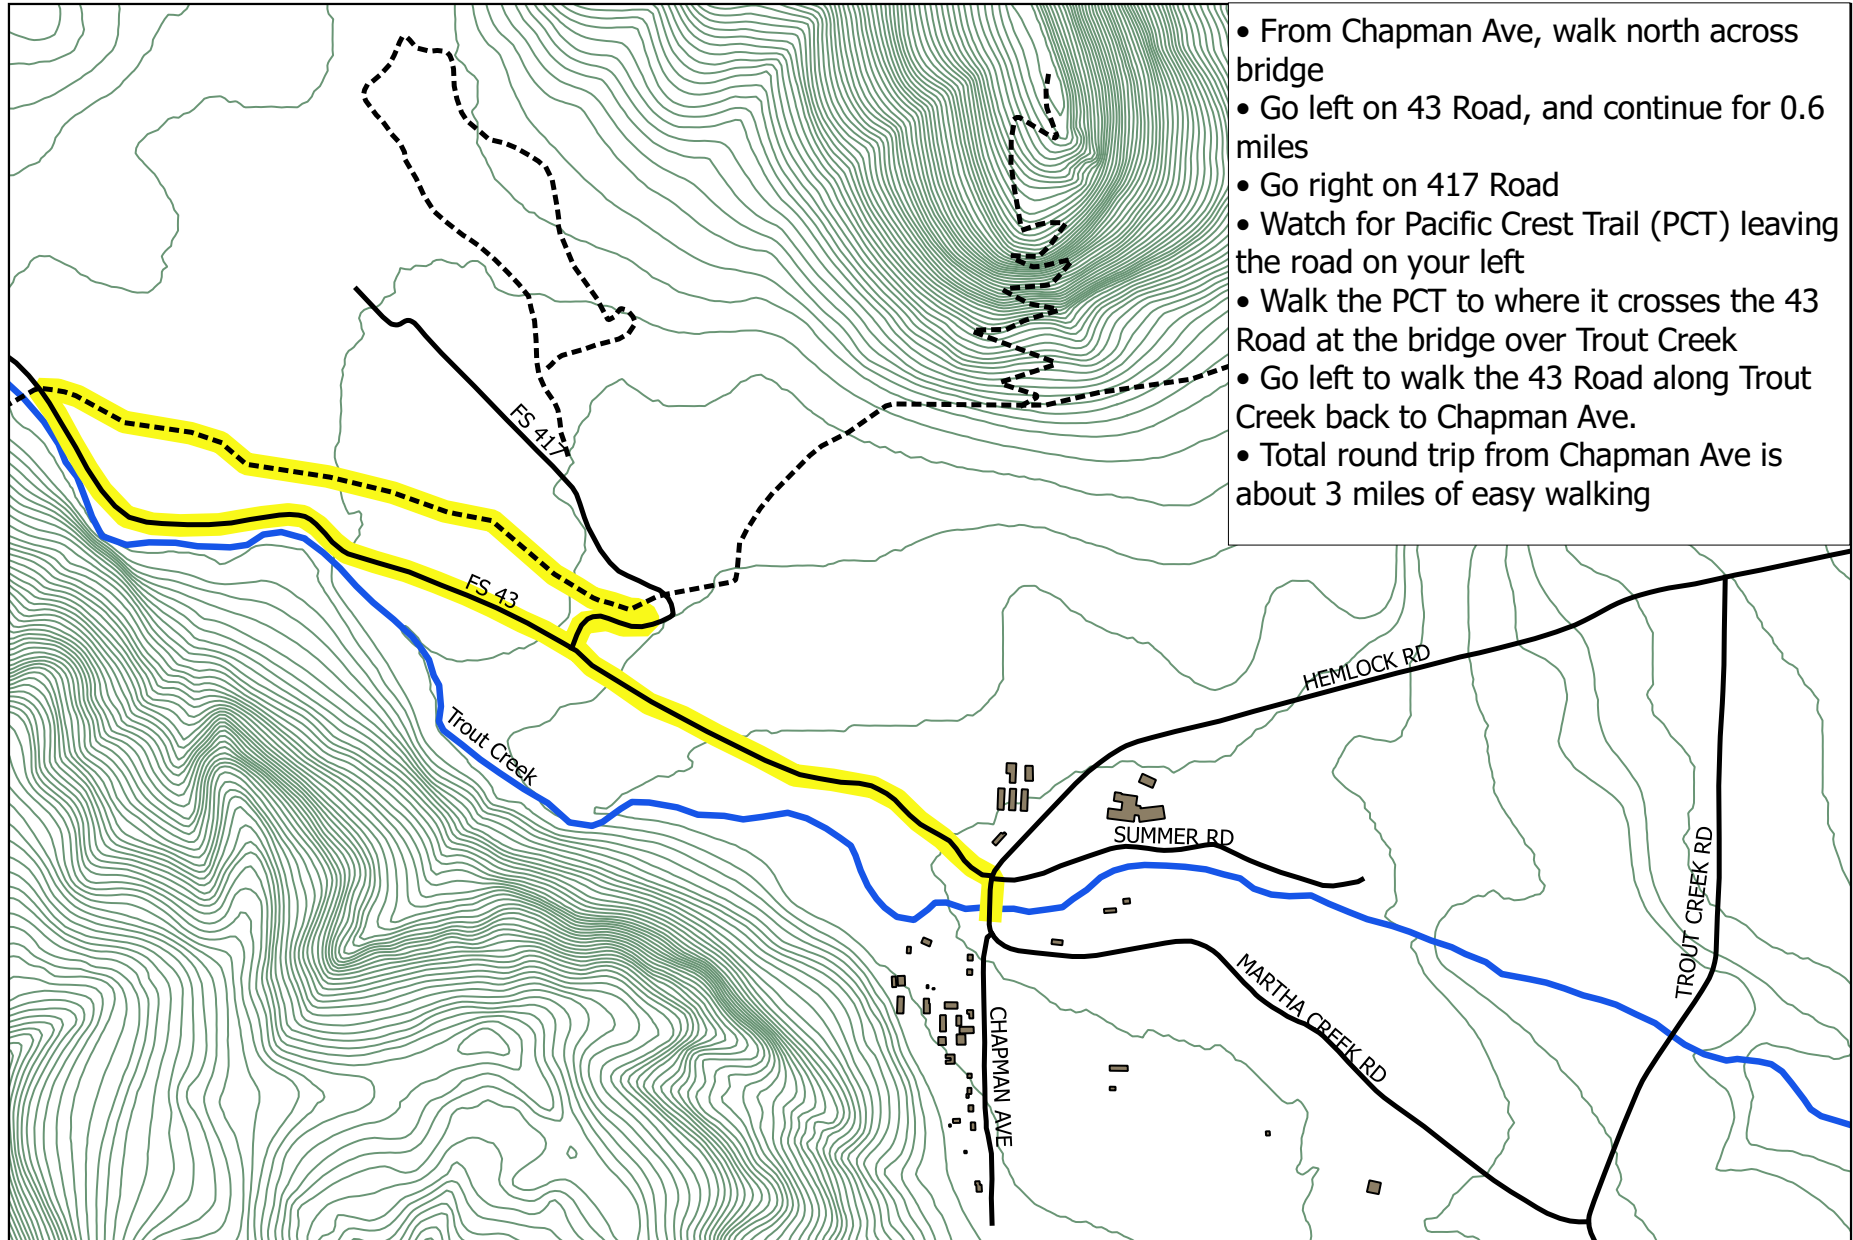 • From Chapman Ave, walk north across
bridge
• Go left on 43 Road, and continue for 0.6
miles
• Go right on 417 Road
• Watch for Pacific Crest Trail (PCT) leaving
the road on your left
• Walk the PCT to where it crosses the 43
Road at the bridge over Trout Creek
• Go left to walk the 43 Road along Trout
Creek back to Chapman Ave.
• Total round trip from Chapman Ave is
about 3 miles of easy walking
FS 417
FS 43
HEMLOCK RD
Trout Creek
SUMMER RD
TROUT CREEK RD
MARTHA CREEK RD
CHAPMAN AVE